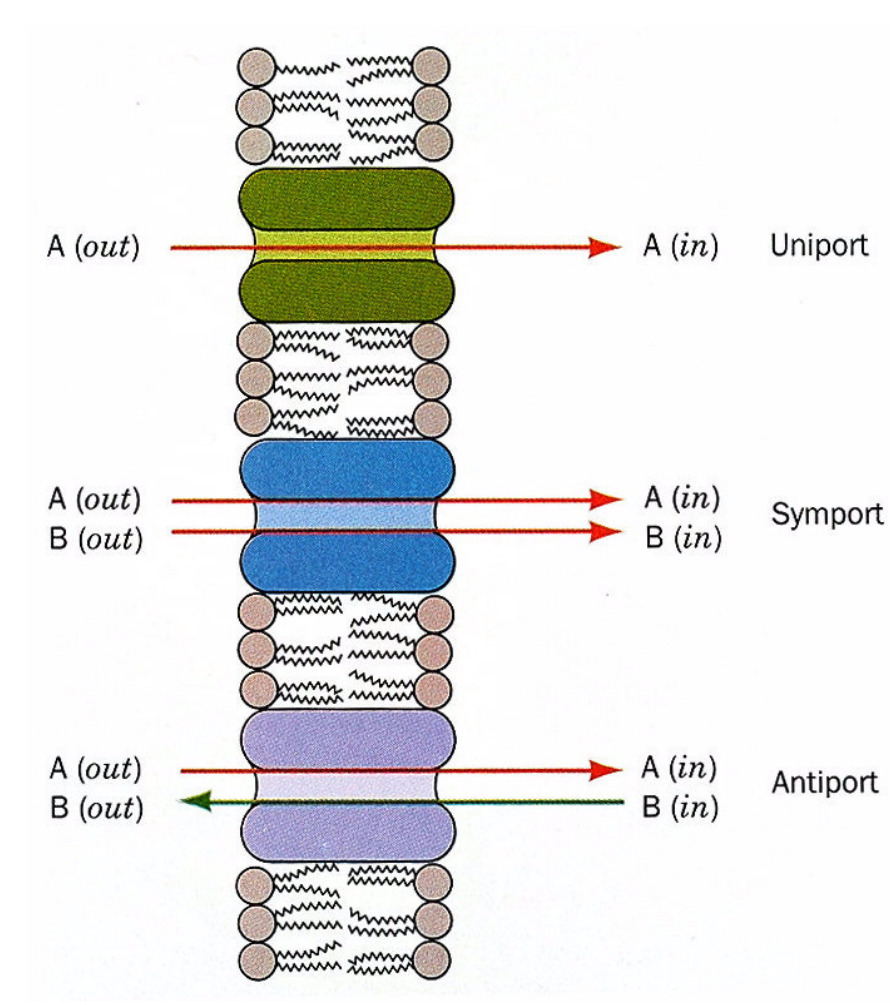 A (out) A (in) Uniport
A (out) A (in)
B (out) B (in) Symport
A (out) A (in)
B (out) B (in) Antiport